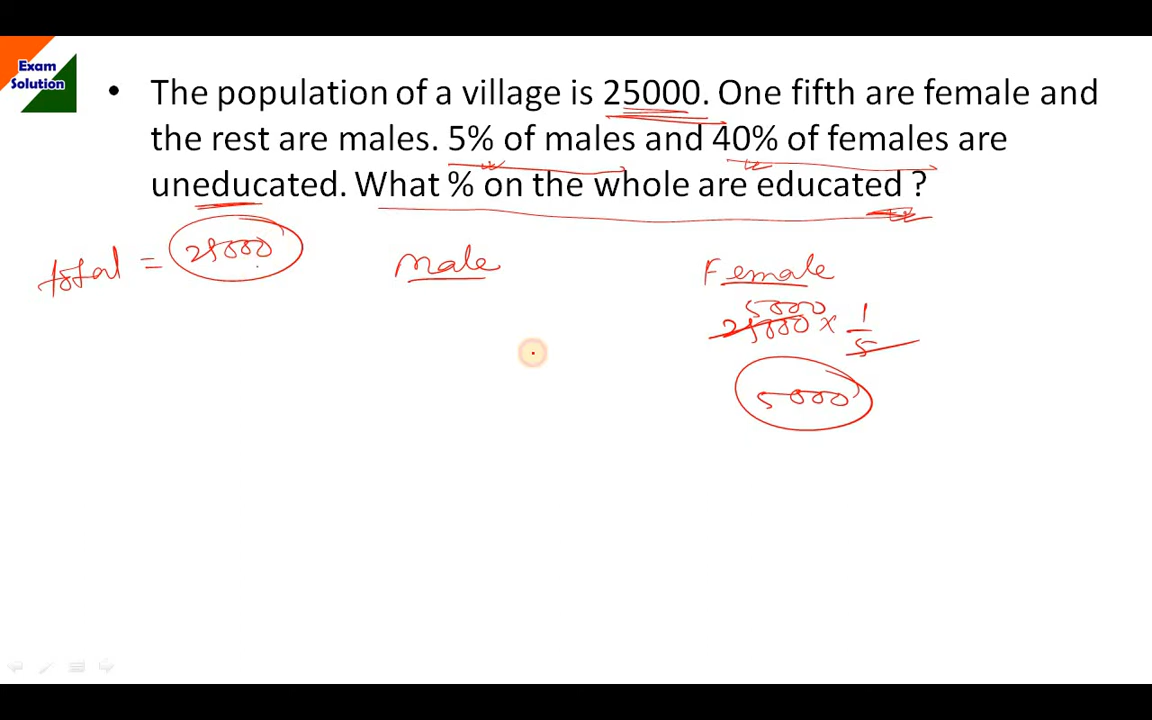 Exam
Solution
• The population of a village is 25000. One fifth are female and
the rest are males. 5% of males and 40% of females are
uneducated. What % on the whole are educated ?
total = 25000
Male
Female
5000
25000 × 1/5
5000